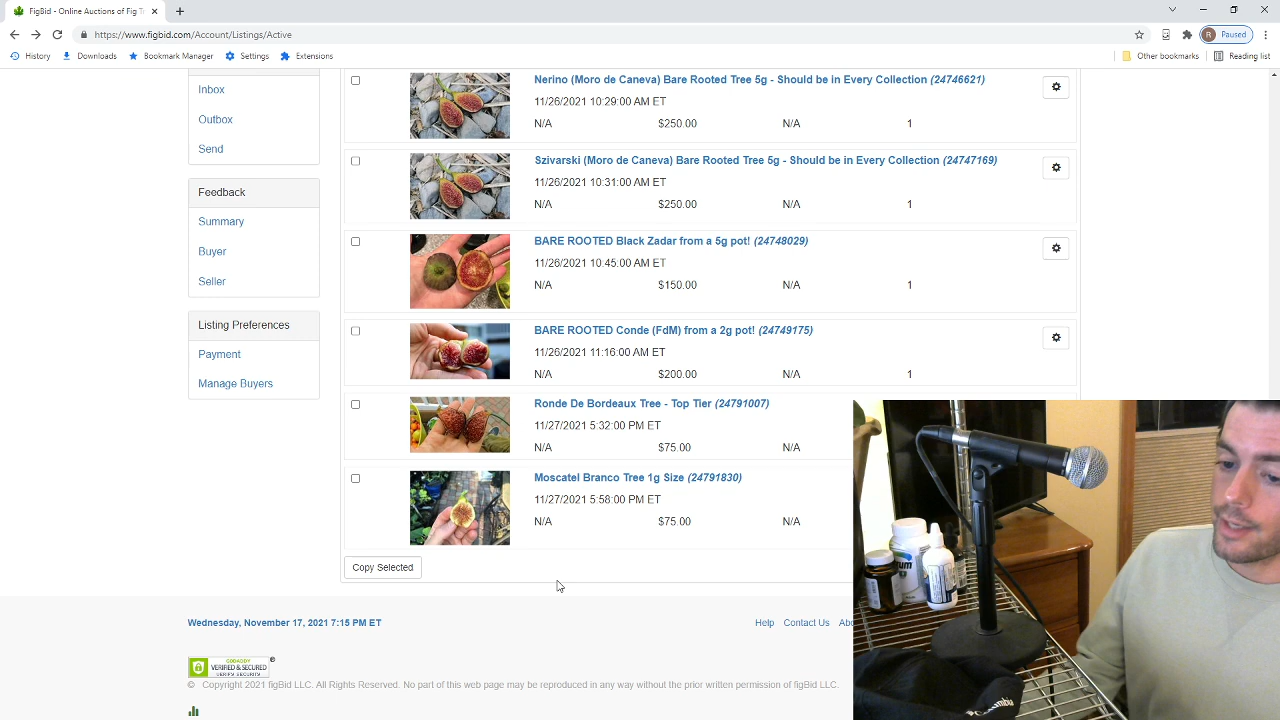 FigBid - Online Auctions of Fig Tr
https://www.figbid.com/Account/Listings/Active
R Paused
History Downloads Bookmark Manager Settings Extensions Other bookmarks Reading list
Inbox
Outbox
Send
Feedback
Summary
Buyer
Seller
Listing Preferences
Payment
Manage Buyers
Nerino (Moro de Caneva) Bare Rooted Tree 5g - Should be in Every Collection (24746621)
11/26/2021 10:29:00 AM ET
N/A $250.00 N/A 1
Szivarski (Moro de Caneva) Bare Rooted Tree 5g - Should be in Every Collection (24747169)
11/26/2021 10:31:00 AM ET
N/A $250.00 N/A 1
BARE ROOTED Black Zadar from a 5g pot! (24748029)
11/26/2021 10:45:00 AM ET
N/A $150.00 N/A 1
BARE ROOTED Conde (FdM) from a 2g pot! (24749175)
11/26/2021 11:16:00 AM ET
N/A $200.00 N/A 1
Ronde De Bordeaux Tree - Top Tier (24791007)
11/27/2021 5:32:00 PM ET
N/A $75.00 N/A
Moscatel Branco Tree 1g Size (24791830)
11/27/2021 5:58:00 PM ET
N/A $75.00 N/A
Copy Selected
Wednesday, November 17, 2021 7:15 PM ET
Help Contact Us Abo
GODADDY
VERIFIED & SECURED
VERIFY SECURITY
® 
© Copyright 2021 figBid LLC. All Rights Reserved. No part of this web page may be reproduced in any way without the prior written permission of figBid LLC.
rum
Columbia